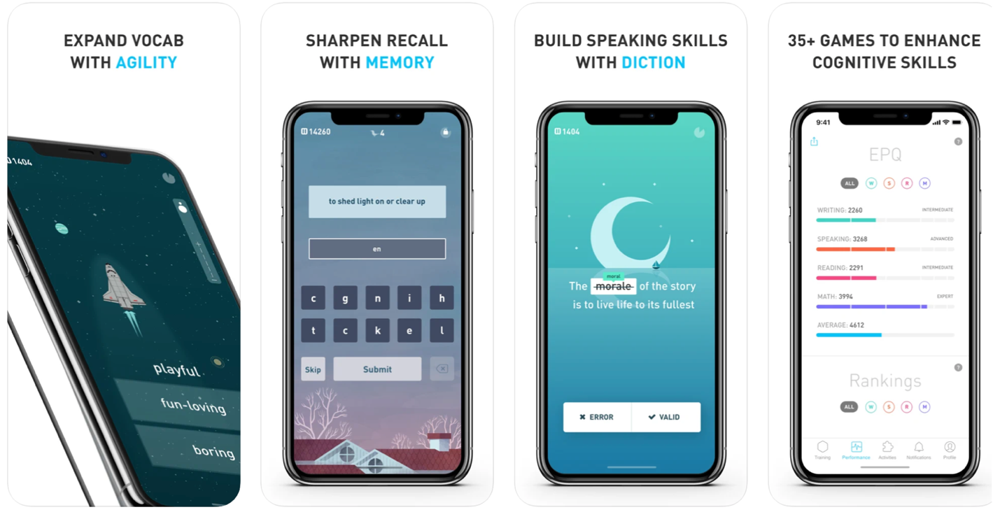 EXPAND VOCAB
WITH AGILITY
1404
playful
fun-loving
boring
SHARPEN RECALL
WITH MEMORY
14260
4
to shed light on or clear up
en
c g n i h
t c k e l
Skip Submit
BUILD SPEAKING SKILLS
WITH DICTION
1404
moral
The morale of the story
is to live life to its fullest
ERROR VALID
35+ GAMES TO ENHANCE
COGNITIVE SKILLS
9:41
?
EPQ
ALL W S R M
WRITING: 2260 INTERMEDIATE
SPEAKING: 3268 ADVANCED
READING: 2291 INTERMEDIATE
MATH: 3994 EXPERT
AVERAGE: 4612
?
Rankings
ALL W S R M
Training Performance Activities Notifications Profile